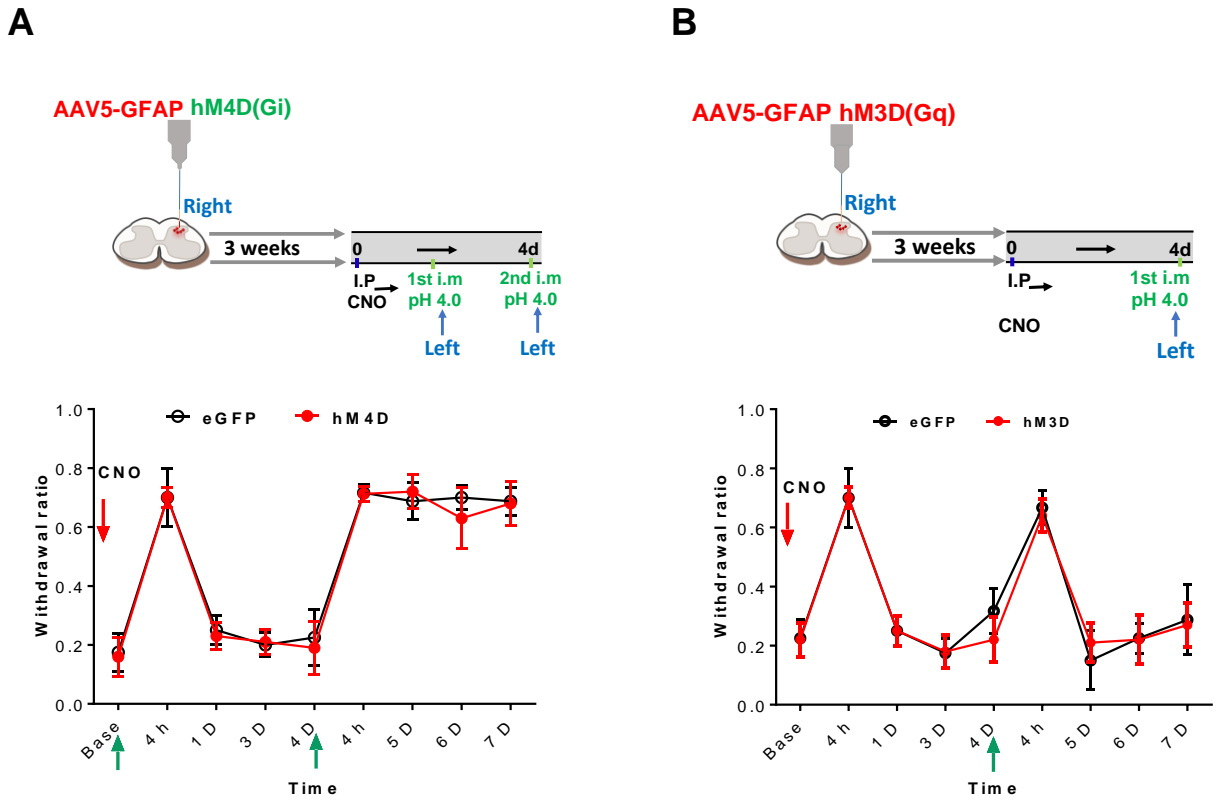 A
AAV5-GFAP hM4D(Gi)
Right
3 weeks
0
4d
I.P
CNO
1st i.m
pH 4.0
2nd i.m
pH 4.0
Left
Left
1.0
0.8
0.6
0.4
0.2
0.0
Withdrawal ratio
eGFP
hM4D
CNO
Base
4 h
1 D
3 D
4 D
4 h
5 D
6 D
7 D
Time
B
AAV5-GFAP hM3D(Gq)
Right
3 weeks
0
4d
I.P
CNO
1st i.m
pH 4.0
Left
1.0
0.8
0.6
0.4
0.2
0.0
Withdrawal ratio
eGFP
hM3D
CNO
Base
4 h
1 D
3 D
4 D
4 h
5 D
6 D
7 D
Time